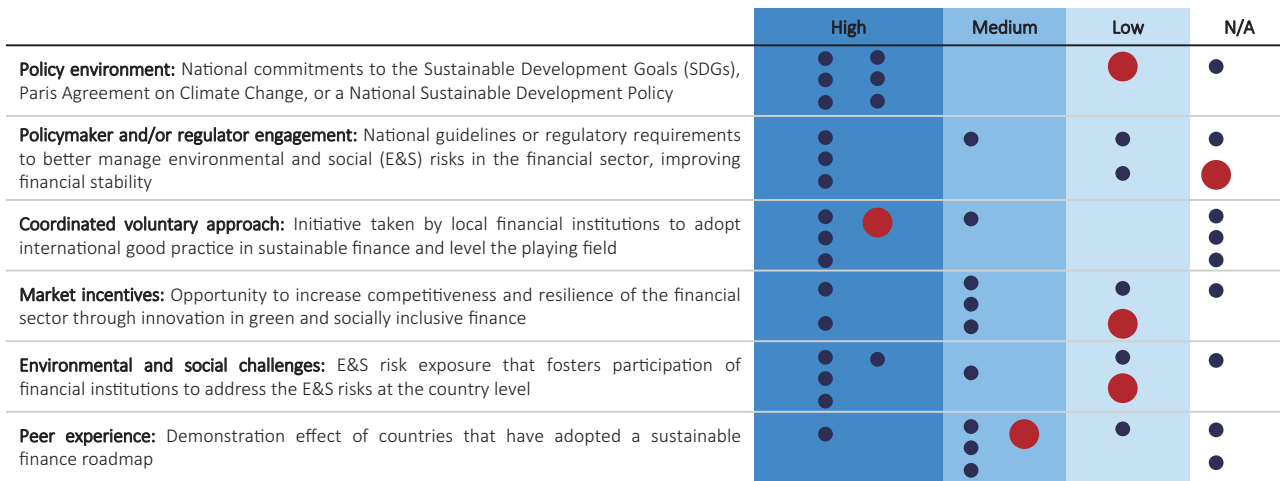 High Medium Low N/A
Policy environment: National commitments to the Sustainable Development Goals (SDGs),
Paris Agreement on Climate Change, or a National Sustainable Development Policy
Policymaker and/or regulator engagement: National guidelines or regulatory requirements
to better manage environmental and social (E&S) risks in the financial sector, improving
financial stability
Coordinated voluntary approach: Initiative taken by local financial institutions to adopt
international good practice in sustainable finance and level the playing field
Market incentives: Opportunity to increase competitiveness and resilience of the financial
sector through innovation in green and socially inclusive finance
Environmental and social challenges: E&S risk exposure that fosters participation of
financial institutions to address the E&S risks at the country level
Peer experience: Demonstration effect of countries that have adopted a sustainable
finance roadmap